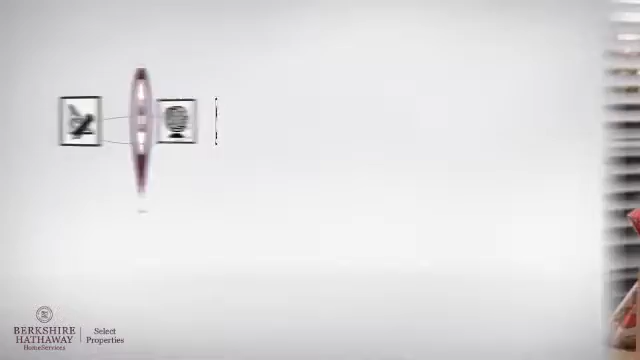 BERKSHIRE
HATHAWAY
HomeServices
Select
Properties